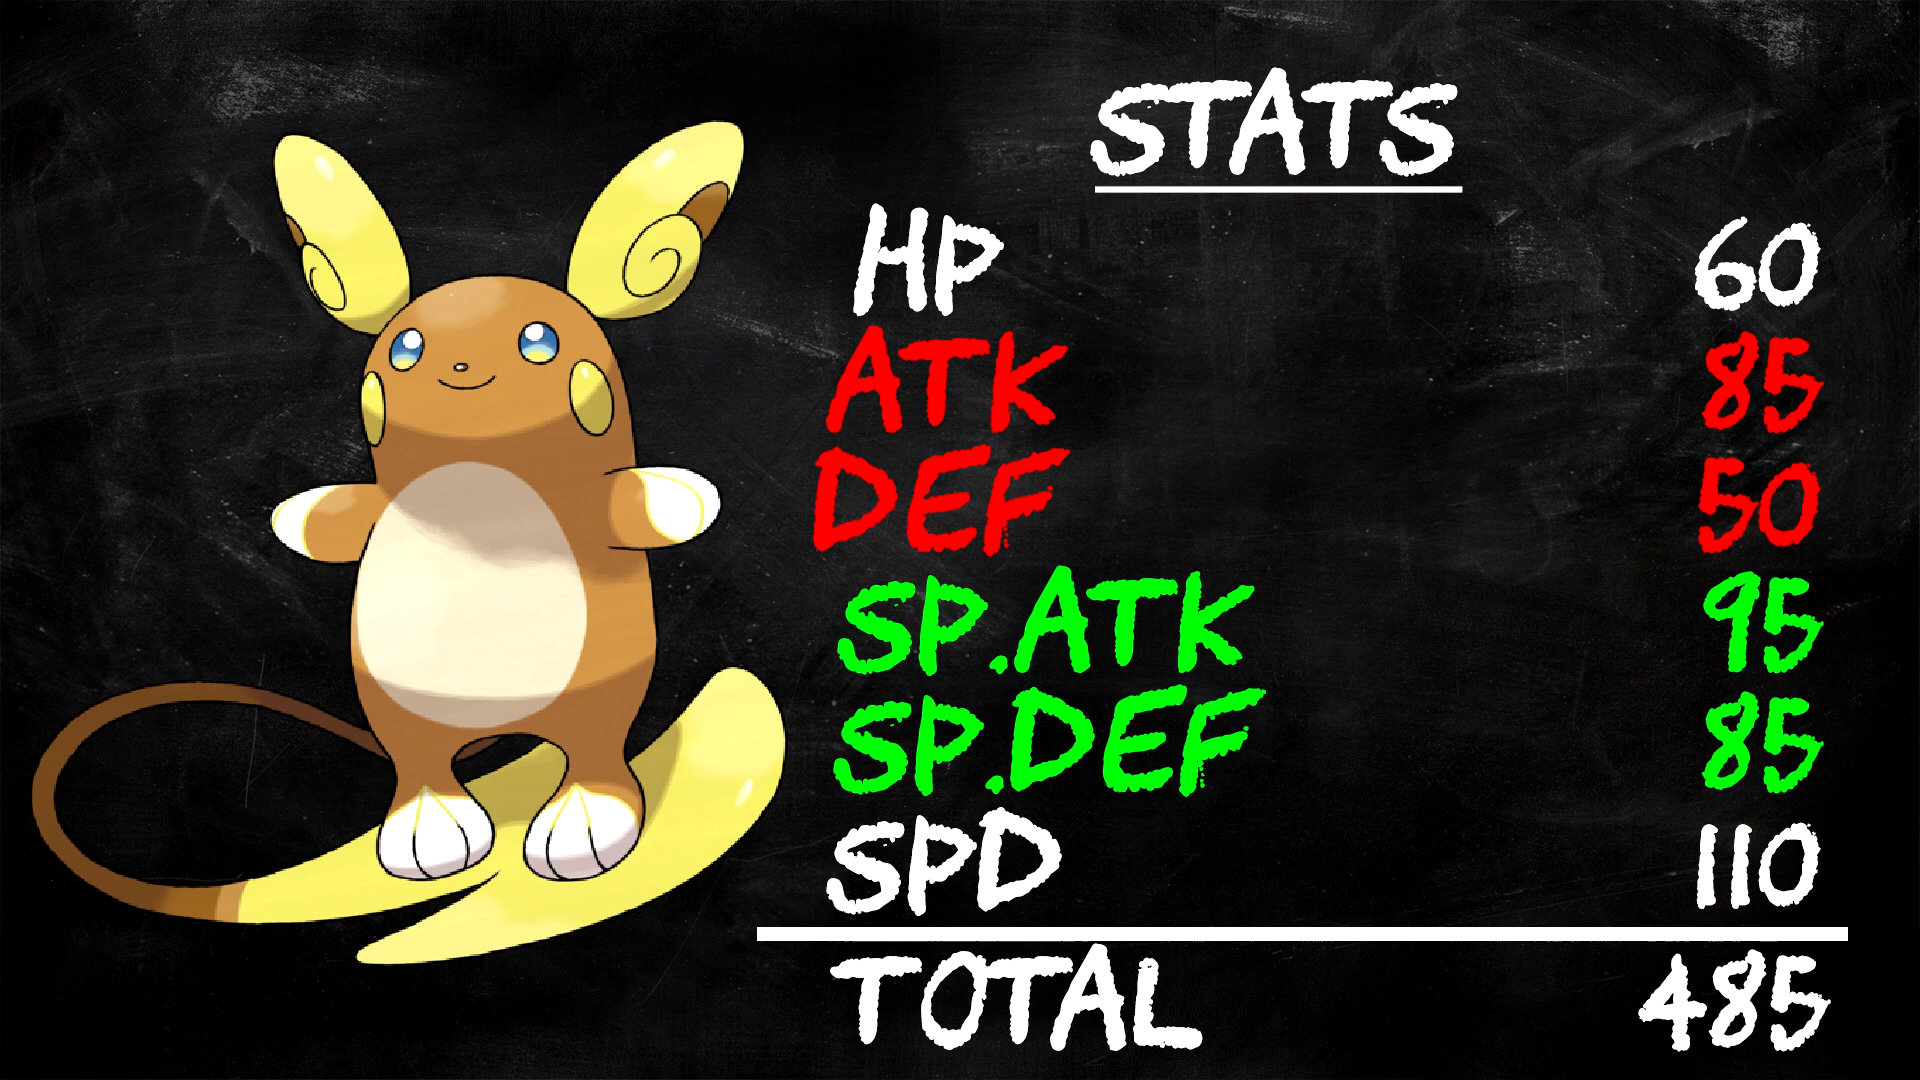 STATS
HP 60
ATK 85
DEF 50
SP.ATK 95
SP.DEF 85
SPD 110
TOTAL 485